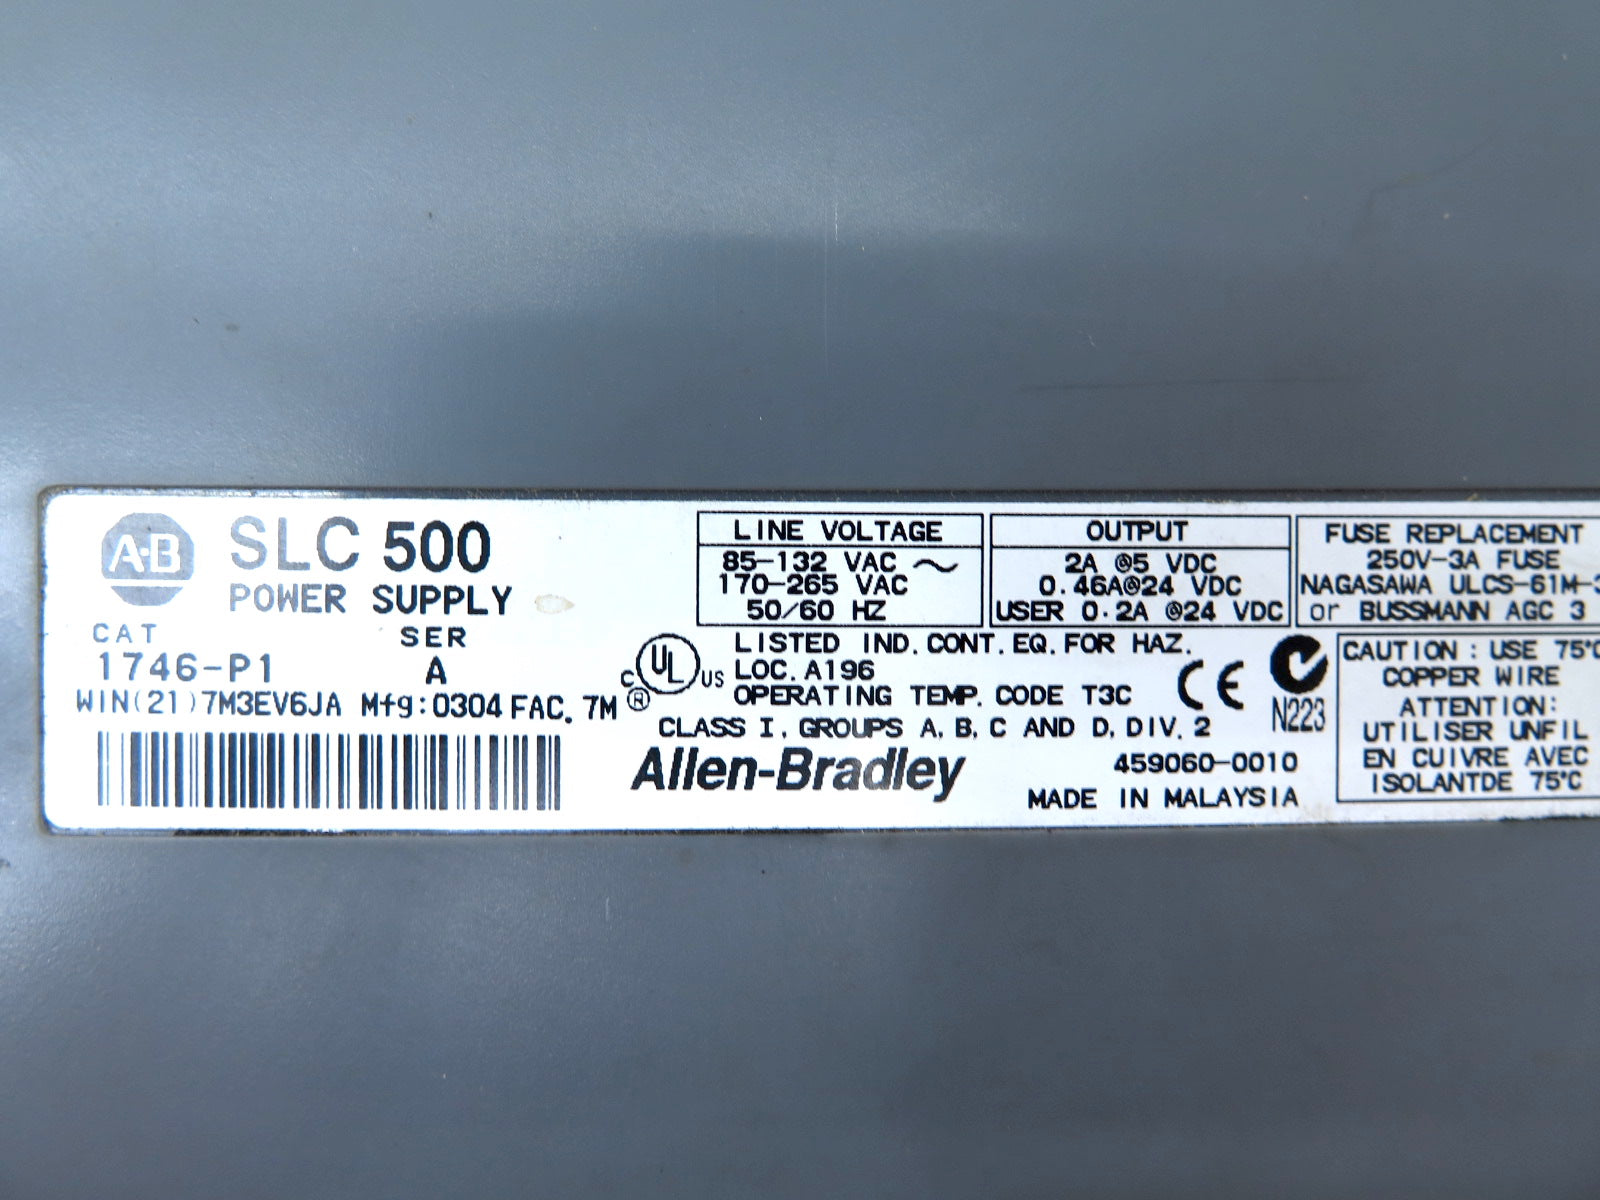 A·B
SLC 500
POWER SUPPLY
CAT
SER
1746-P1
A
WIN(21)7M3EV6JA Mfg:0304 FAC. 7M
LINE VOLTAGE
85-132 VAC ~
170-265 VAC
50/60 HZ
OUTPUT
2A @5 VDC
0.46A@24 VDC
USER 0.2A @24 VDC
FUSE REPLACEMENT
250V-3A FUSE
NAGASAWA ULCS-61M-3
or BUSSMANN AGC 3
C UL US ®
LISTED IND. CONT. EQ. FOR HAZ.
LOC. A196
OPERATING TEMP. CODE T3C
CLASS I, GROUPS A, B, C AND D, DIV. 2
CE
N223
Allen-Bradley
459060-0010
MADE IN MALAYSIA
CAUTION : USE 75°C
COPPER WIRE
ATTENTION:
UTILISER UNFIL
EN CUIVRE AVEC
ISOLANTDE 75°C